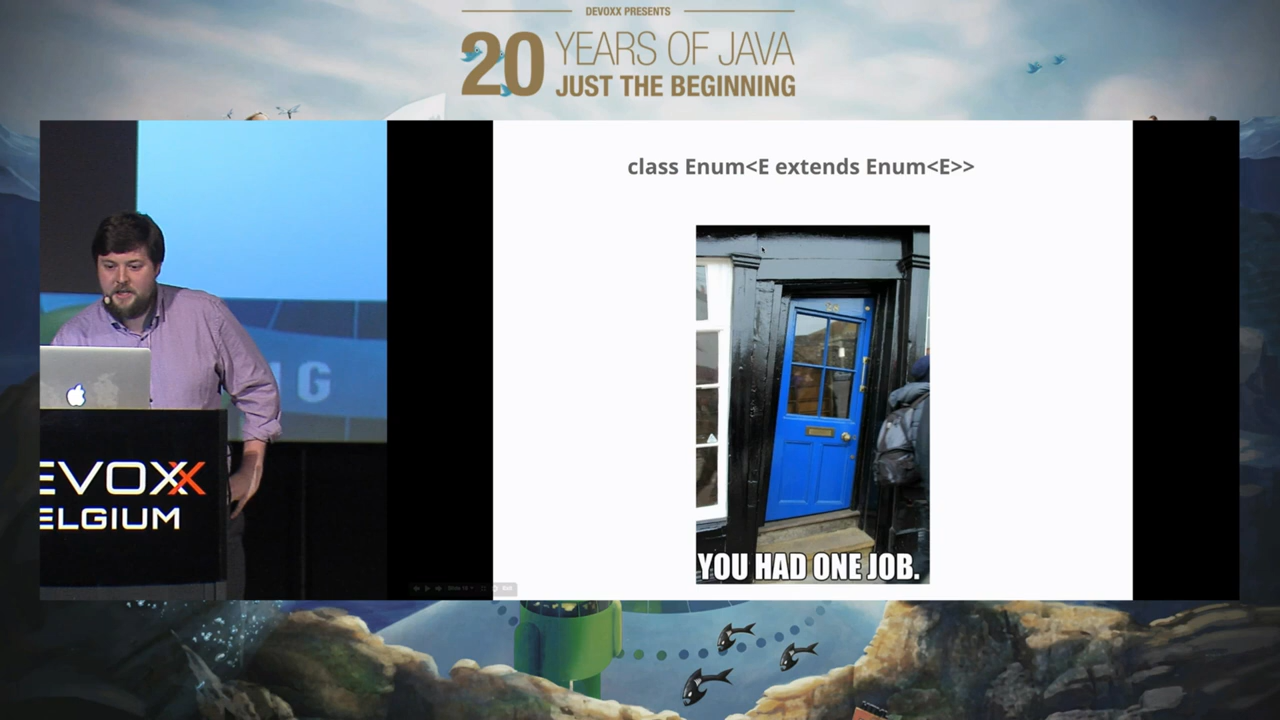 DEVOXX PRESENTS
20 YEARS OF JAVA
JUST THE BEGINNING
class Enum<E extends Enum<E>>
YOU HAD ONE JOB.
NG
EVOXX
ELGIUM